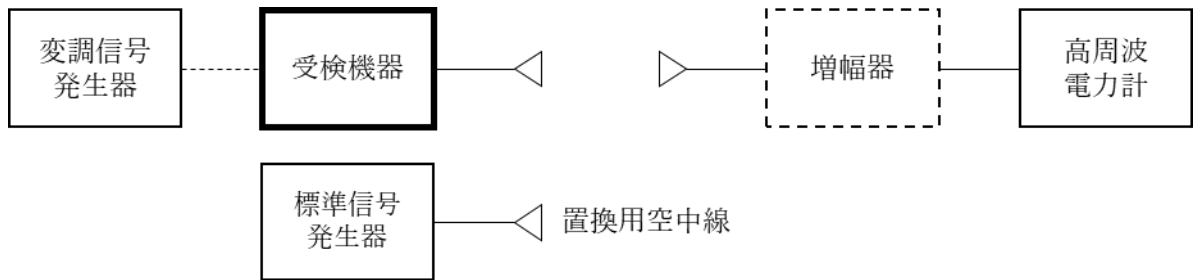 変調信号
発生器
受検機器
増幅器
高周波
電力計
標準信号
発生器
置換用空中線